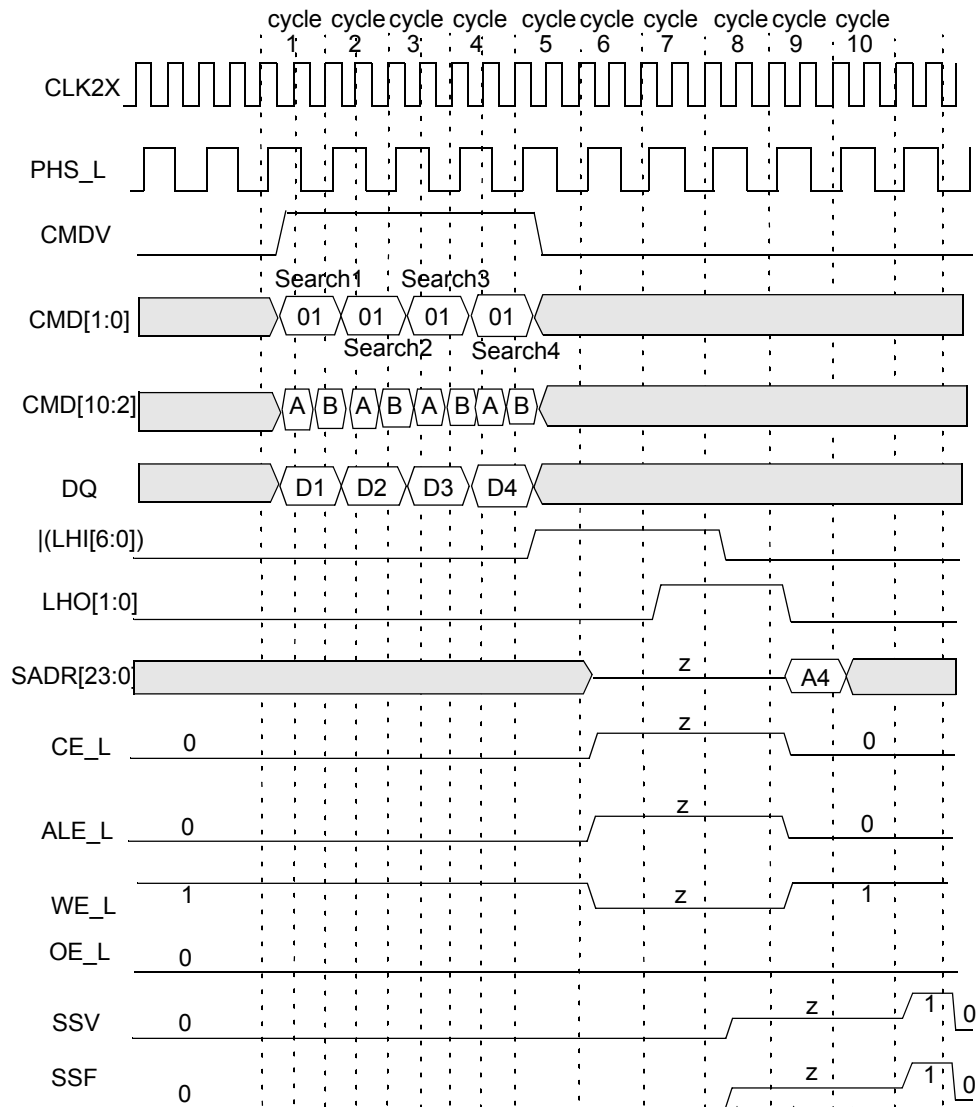 cycle cycle cycle cycle cycle cycle cycle cycle cycle cycle
1 2 3 4 5 6 7 8 9 10
CLK2X
PHS_L
CMDV
Search1 Search3
CMD[1:0] 01 01 01 01
Search2 Search4
CMD[10:2] A B A B A B A B
DQ D1 D2 D3 D4
|(LHI[6:0])
LHO[1:0]
SADR[23:0] z A4
CE_L 0 z 0
ALE_L 0 z 0
WE_L 1 z 1
OE_L 0
SSV 0 z 1 0
SSF 0 z 1 0